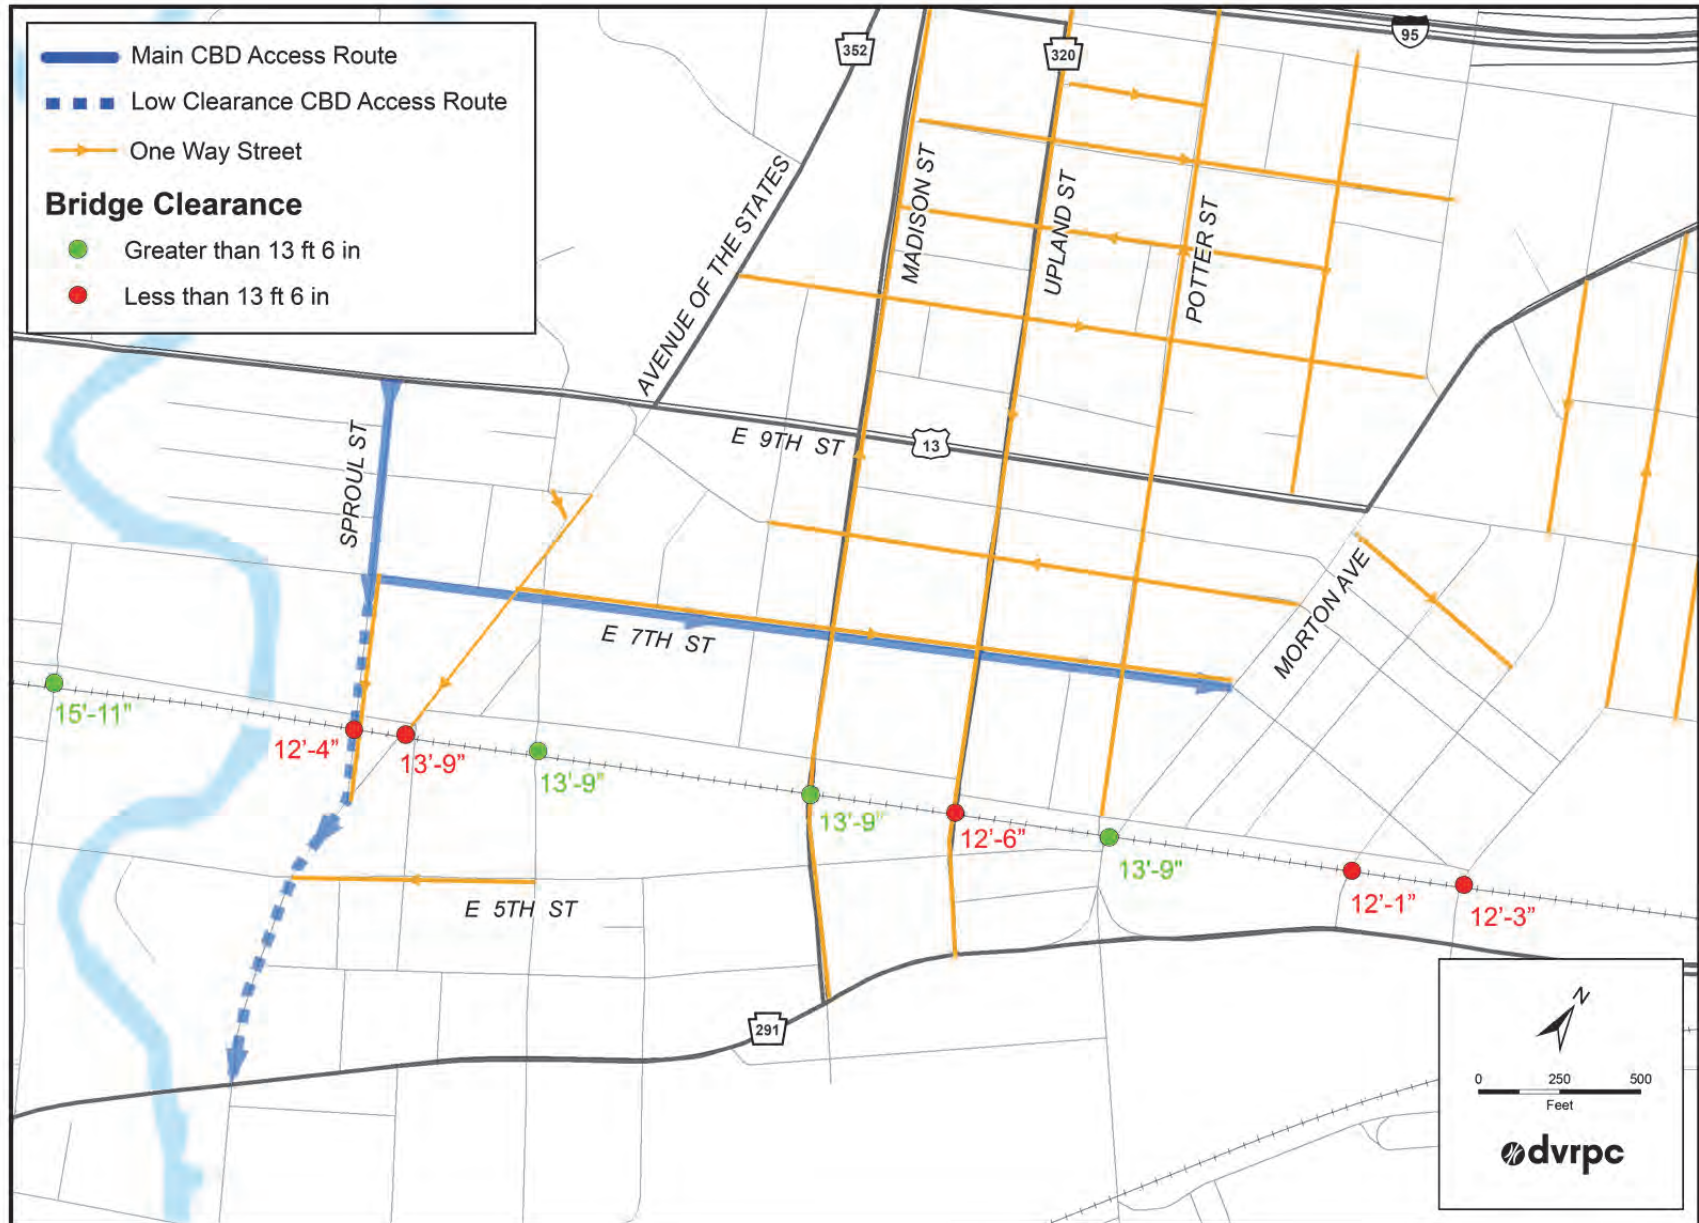 Main CBD Access Route
Low Clearance CBD Access Route
One Way Street
Bridge Clearance
Greater than 13 ft 6 in
Less than 13 ft 6 in
352
320
95
AVENUE OF THE STATES
MADISON ST
UPLAND ST
POTTER ST
SPROUL ST
E 9TH ST
13
E 7TH ST
MORTON AVE
15'-11"
12'-4"
13'-9"
13'-9"
13'-9"
12'-6"
13'-9"
12'-1"
12'-3"
E 5TH ST
291
N
0 250 500
Feet
dvrpc